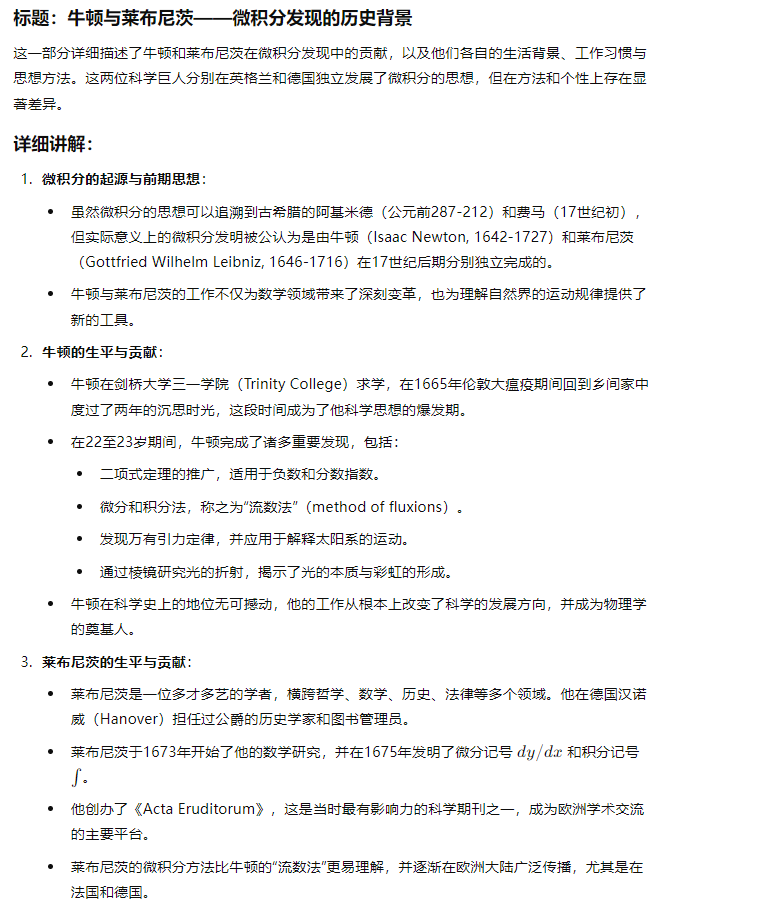 标题：牛顿与莱布尼茨——微积分发现的历史背景
这一部分详细描述了牛顿和莱布尼茨在微积分发现中的贡献，以及他们各自的生活背景、工作习惯与
思想方法。这两位科学巨人分别在英格兰和德国独立发展了微积分的思想，但在方法和个性上存在显
著差异。
详细讲解：
1. 微积分的起源与前期思想：
• 虽然微积分的思想可以追溯到古希腊的阿基米德（公元前287-212）和费马（17世纪初），
但实际意义上的微积分发明被公认为是由牛顿（Isaac Newton, 1642-1727）和莱布尼茨
（Gottfried Wilhelm Leibniz, 1646-1716）在17世纪后期分别独立完成的。
• 牛顿与莱布尼茨的工作不仅为数学领域带来了深刻变革，也为理解自然界的运动规律提供了
新的工具。
2. 牛顿的生平与贡献：
• 牛顿在剑桥大学三一学院（Trinity College）求学，在1665年伦敦大瘟疫期间回到乡间家中
度过了两年的沉思时光，这段时间成为了他科学思想的爆发期。
• 在22至23岁期间，牛顿完成了诸多重要发现，包括：
• 二项式定理的推广，适用于负数和分数指数。
• 微分和积分法，称之为“流数法”（method of fluxions）。
• 发现万有引力定律，并应用于解释太阳系的运动。
• 通过棱镜研究光的折射，揭示了光的本质与彩虹的形成。
• 牛顿在科学史上的地位无可撼动，他的工作从根本上改变了科学的发展方向，并成为物理学
的奠基人。
3. 莱布尼茨的生平与贡献：
• 莱布尼茨是一位多才多艺的学者，横跨哲学、数学、历史、法律等多个领域。他在德国汉诺
威（Hanover）担任过公爵的历史学家和图书管理员。
• 莱布尼茨于1673年开始了他的数学研究，并在1675年发明了微分记号 dy/dx 和积分记号
∫。
• 他创办了《Acta Eruditorum》，这是当时最有影响力的科学期刊之一，成为欧洲学术交流
的主要平台。
• 莱布尼茨的微积分方法比牛顿的“流数法”更易理解，并逐渐在欧洲大陆广泛传播，尤其是在
法国和德国。